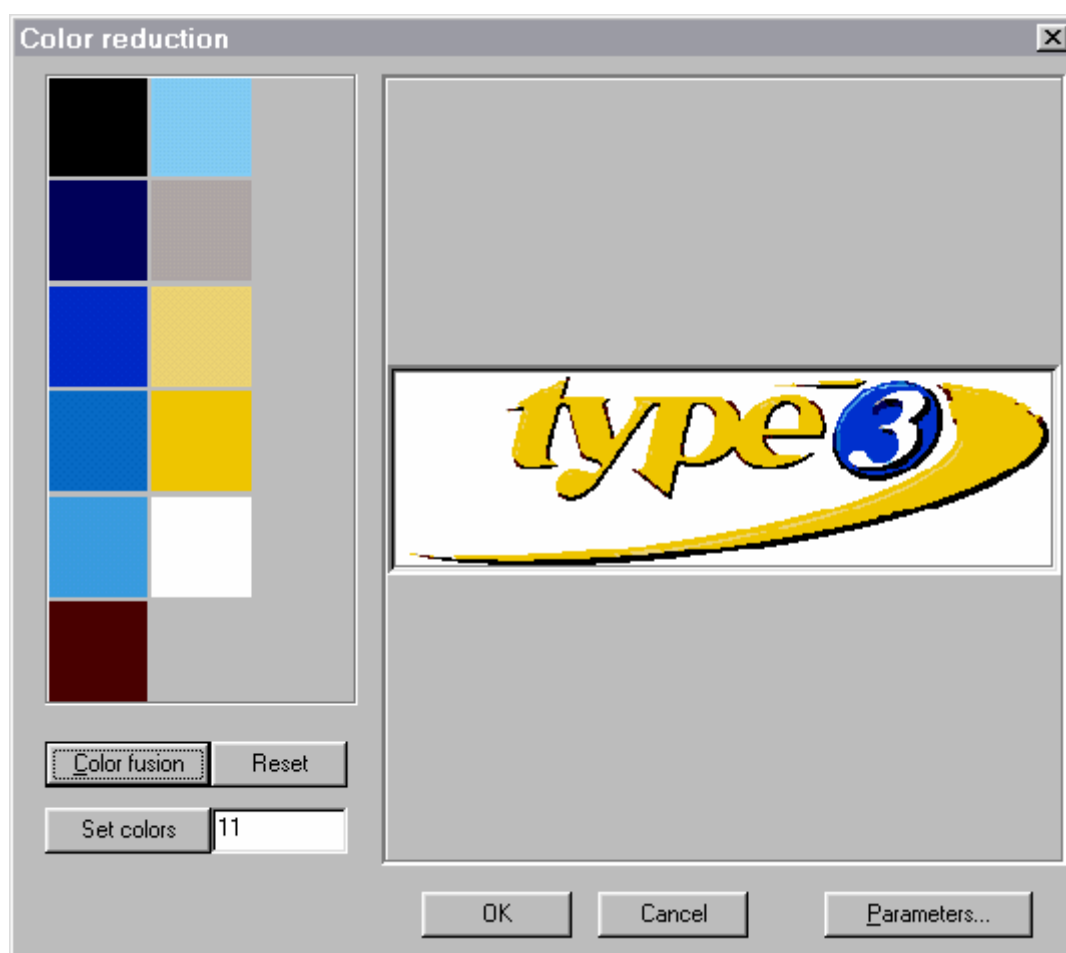 Color reduction
type3
Color fusion
Reset
Set colors
11
OK
Cancel
Parameters...